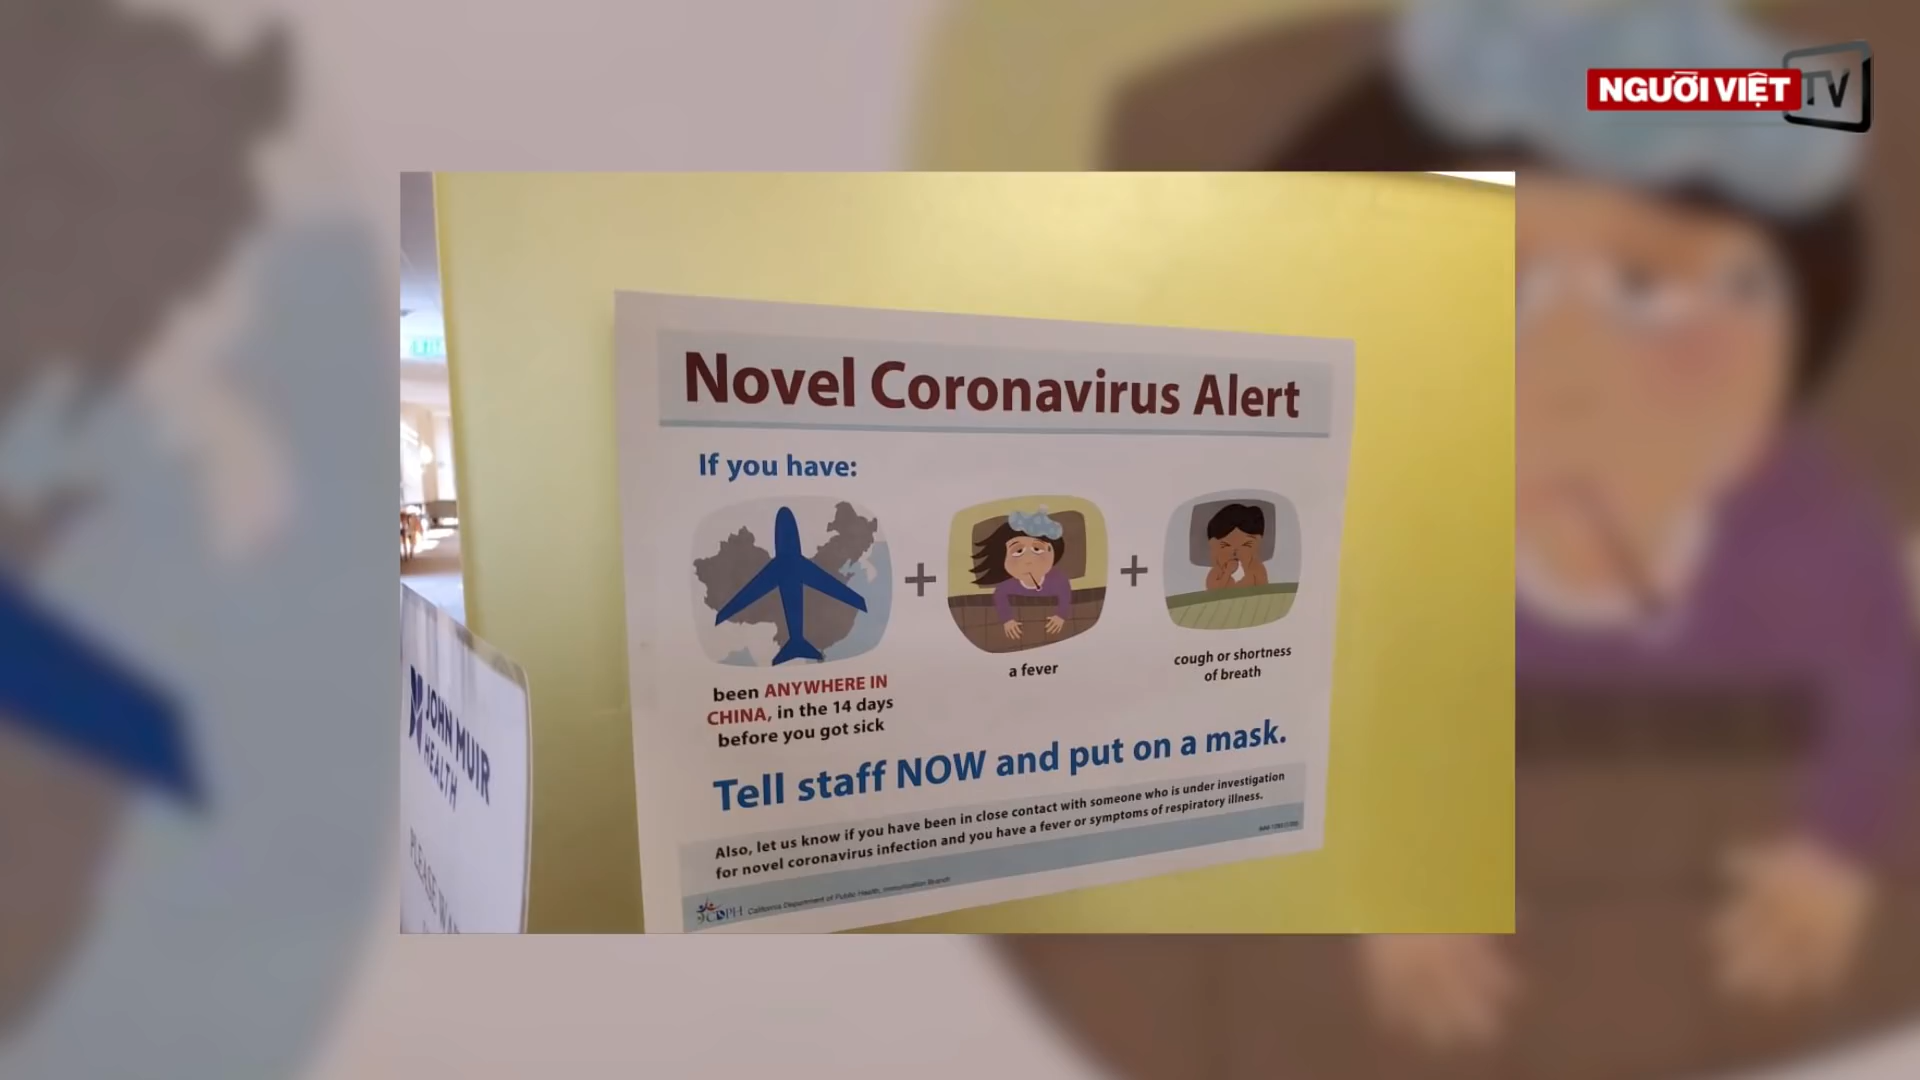 NGƯỜI VIỆT TV
Novel Coronavirus Alert
If you have:
been ANYWHERE IN
CHINA, in the 14 days
before you got sick
+
a fever
+
cough or shortness
of breath
Tell staff NOW and put on a mask.
Also, let us know if you have been in close contact with someone who is under investigation
for novel coronavirus infection and you have a fever or symptoms of respiratory illness.
CDPH California Department of Public Health, Immunization Branch
JOHN MUIR
HEALTH
PLEASE